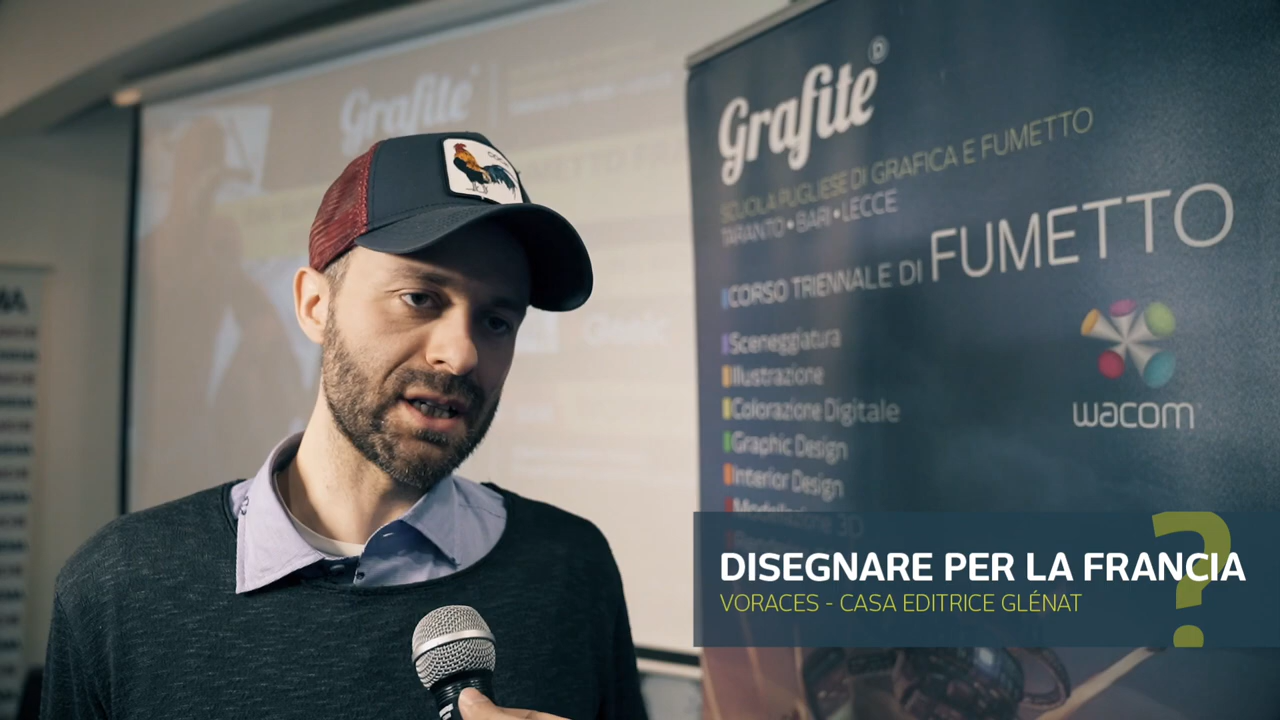 Grafite
Grafite
SCUOLA PUGLIESE DI GRAFICA E FUMETTO
TARANTO • BARI • LECCE
CORSO TRIENNALE DI FUMETTO
Sceneggiatura
Illustrazione
Colorazione Digitale
Graphic Design
Interior Design
3D
wacom
DISEGNARE PER LA FRANCIA
?
VORACES - CASA EDITRICE GLÉNAT